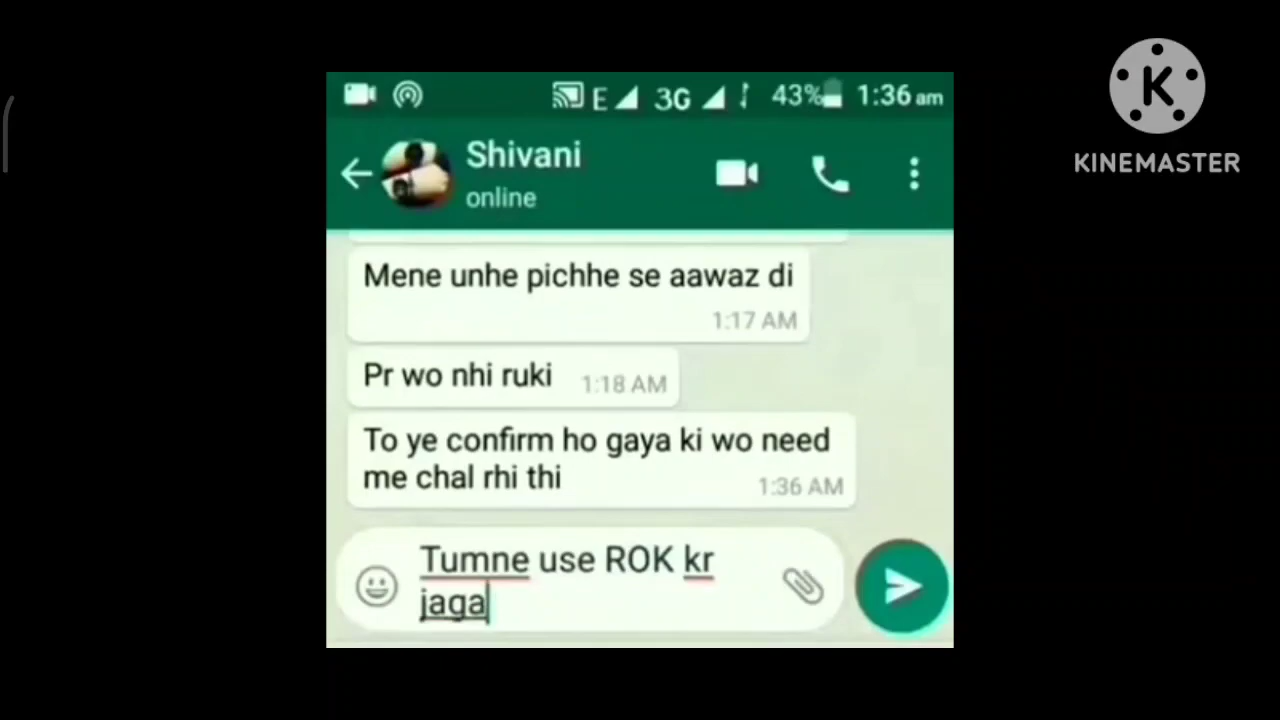 E 3G 43% 1:36 am
Shivani
online
K
KINEMASTER
Mene unhe pichhe se aawaz di
1:17 AM
Pr wo nhi ruki 1:18 AM
To ye confirm ho gaya ki wo need
me chal rhi thi 1:36 AM
Tumne use ROK kr
jaga